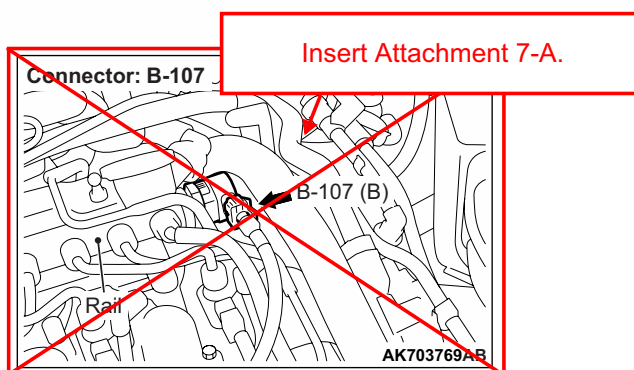 Insert Attachment 7-A.
Connector: B-107
B-107 (B)
Rail
AK703769AB